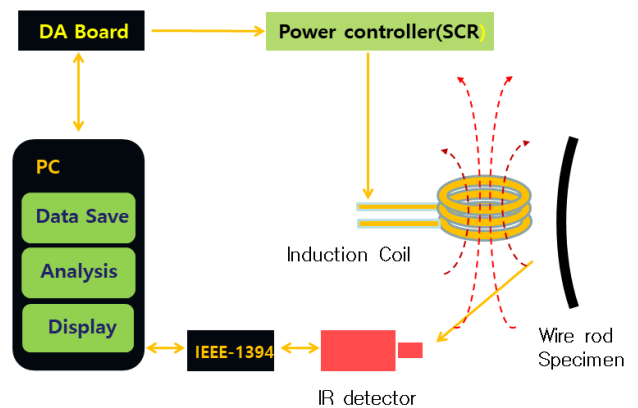 DA Board
Power controller(SCR)
PC
Data Save
Analysis
Display
Induction Coil
IEEE-1394
IR detector
Wire rod
Specimen